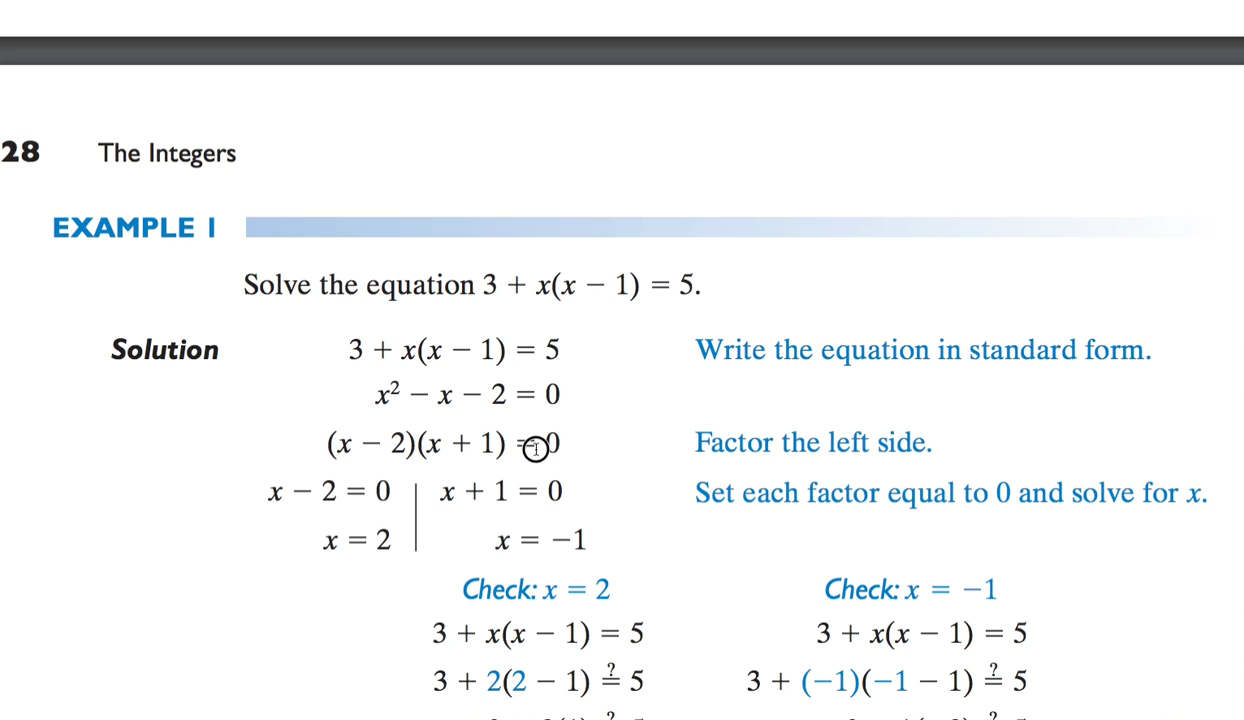 28 The Integers
EXAMPLE 1
Solve the equation 3 + x(x − 1) = 5.
Solution 3 + x(x − 1) = 5 Write the equation in standard form.
x² − x − 2 = 0
(x − 2)(x + 1) = 0 Factor the left side.
x − 2 = 0 | x + 1 = 0 Set each factor equal to 0 and solve for x.
x = 2 | x = −1
Check: x = 2 Check: x = −1
3 + x(x − 1) = 5 3 + x(x − 1) = 5
3 + 2(2 − 1) ≟ 5 3 + (−1)(−1 − 1) ≟ 5